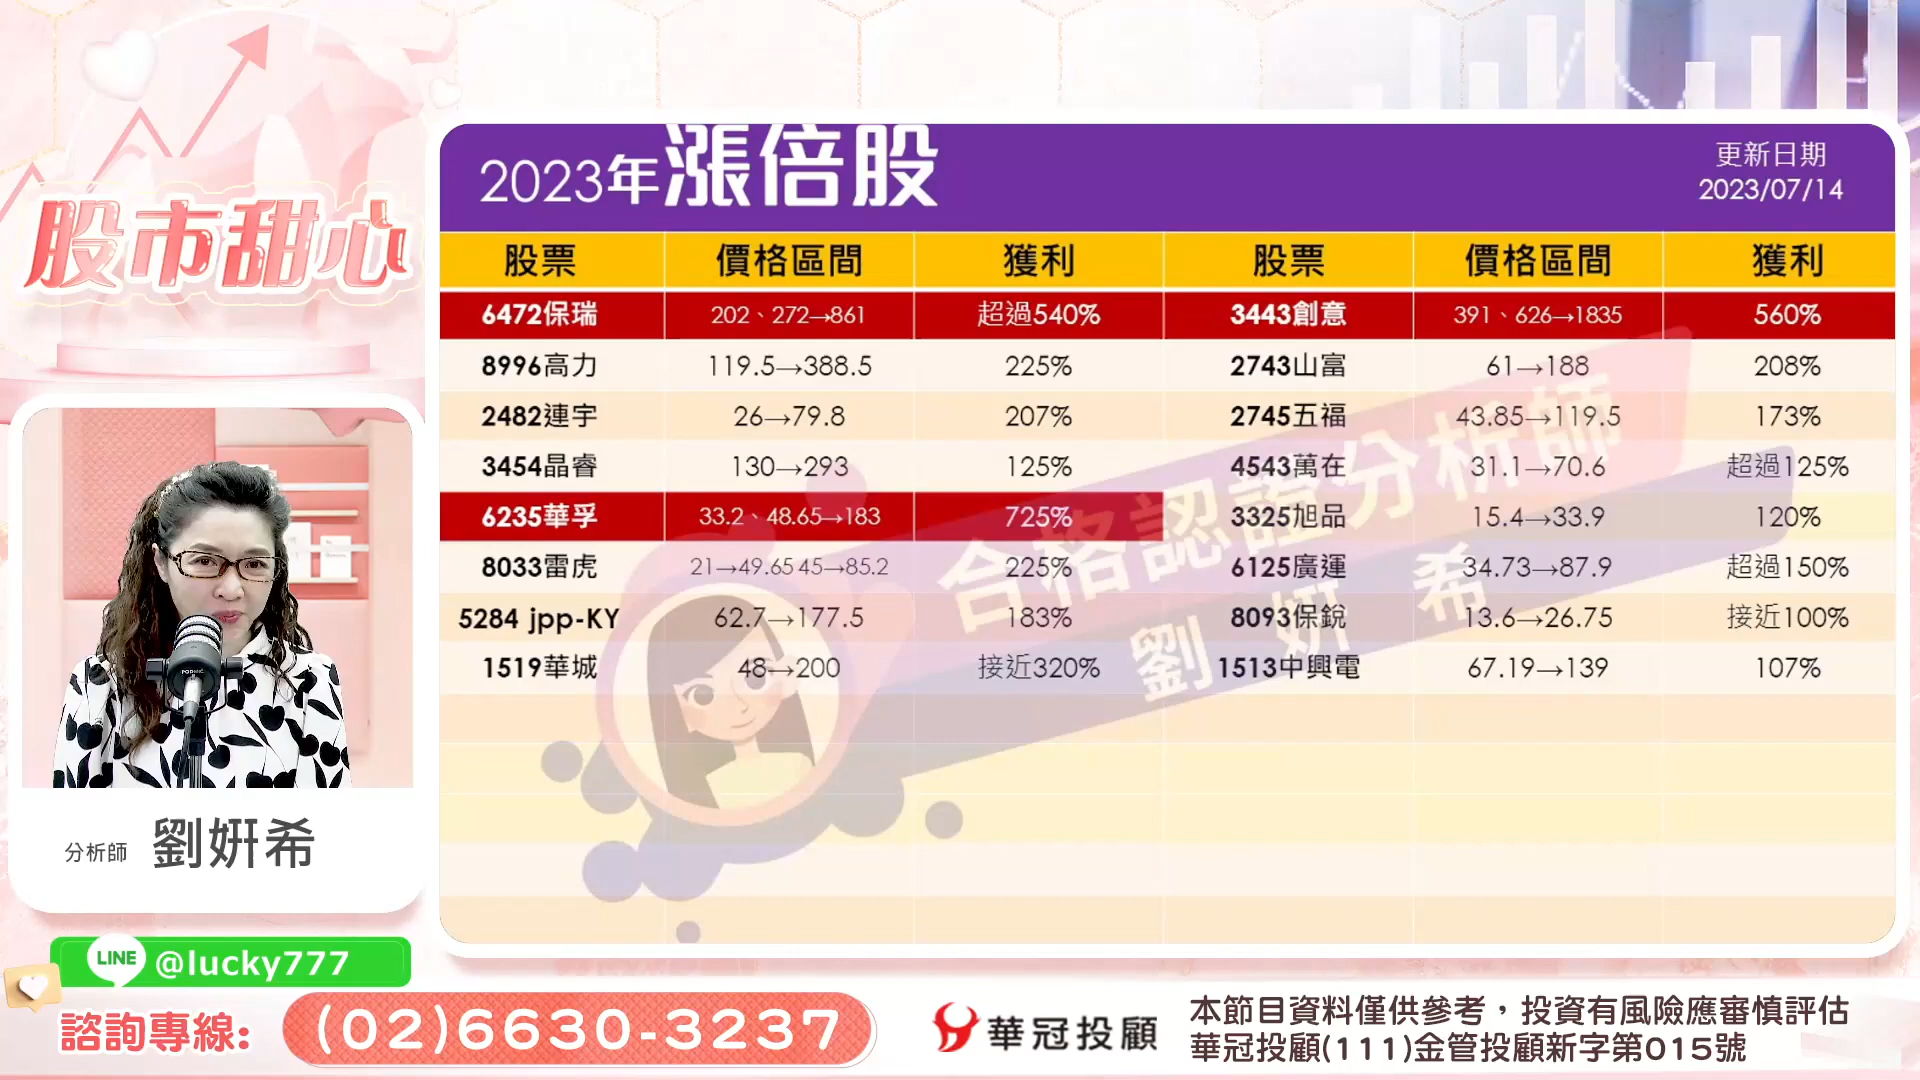 股市甜心
2023年漲倍股
更新日期
2023/07/14
股票 價格區間 獲利 股票 價格區間 獲利
6472保瑞 202、272→861 超過540% 3443創意 391、626→1835 560%
8996高力 119.5→388.5 225% 2743山富 61→188 208%
2482連宇 26→79.8 207% 2745五福 43.85→119.5 173%
3454晶睿 130→293 125% 4543萬在 31.1→70.6 超過125%
6235華孚 33.2、48.65→183 725% 3325旭品 15.4→33.9 120%
8033雷虎 21→49.65 45→85.2 225% 6125廣運 34.73→87.9 超過150%
5284 jpp-KY 62.7→177.5 183% 8093保銳 13.6→26.75 接近100%
1519華城 48→200 接近320% 1513中興電 67.19→139 107%
合格認證分析師
劉妍希
分析師 劉妍希
LINE @lucky777
諮詢專線: (02)6630-3237
華冠投顧
本節目資料僅供參考，投資有風險應審慎評估
華冠投顧(111)金管投顧新字第015號